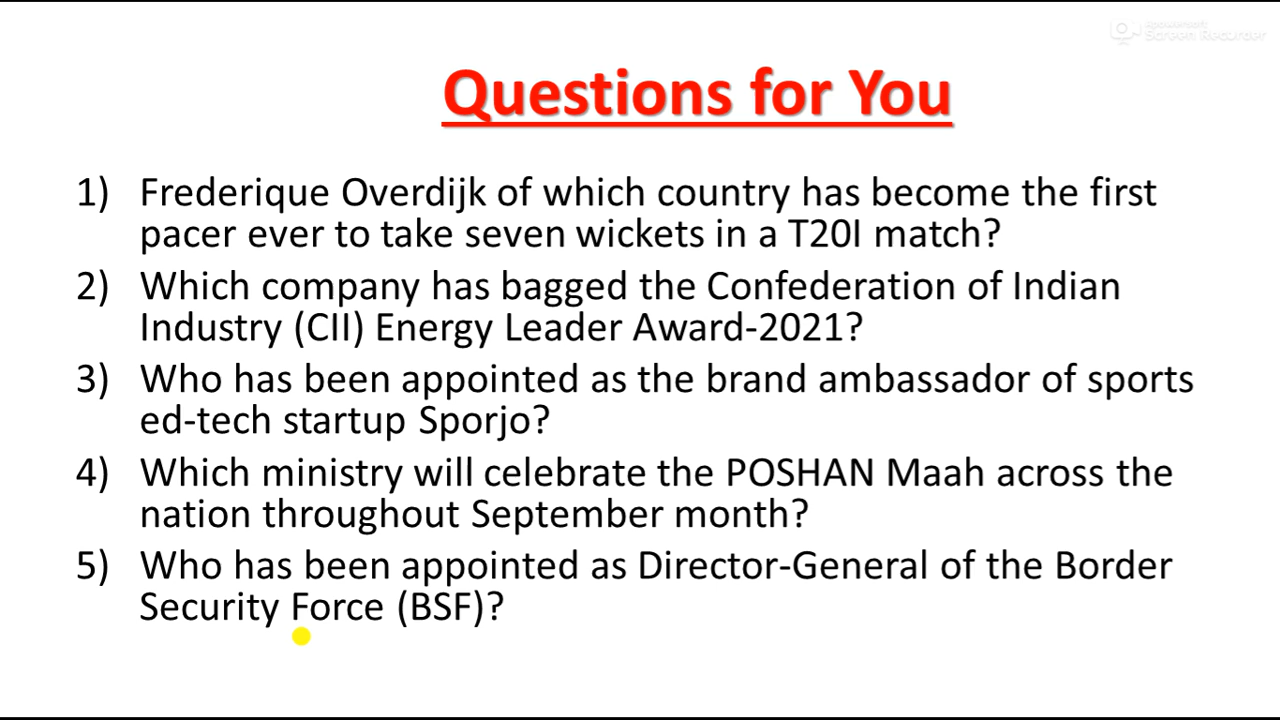 Apowersoft
Screen Recorder
Questions for You
1) Frederique Overdijk of which country has become the first
pacer ever to take seven wickets in a T20I match?
2) Which company has bagged the Confederation of Indian
Industry (CII) Energy Leader Award-2021?
3) Who has been appointed as the brand ambassador of sports
ed-tech startup Sporjo?
4) Which ministry will celebrate the POSHAN Maah across the
nation throughout September month?
5) Who has been appointed as Director-General of the Border
Security Force (BSF)?